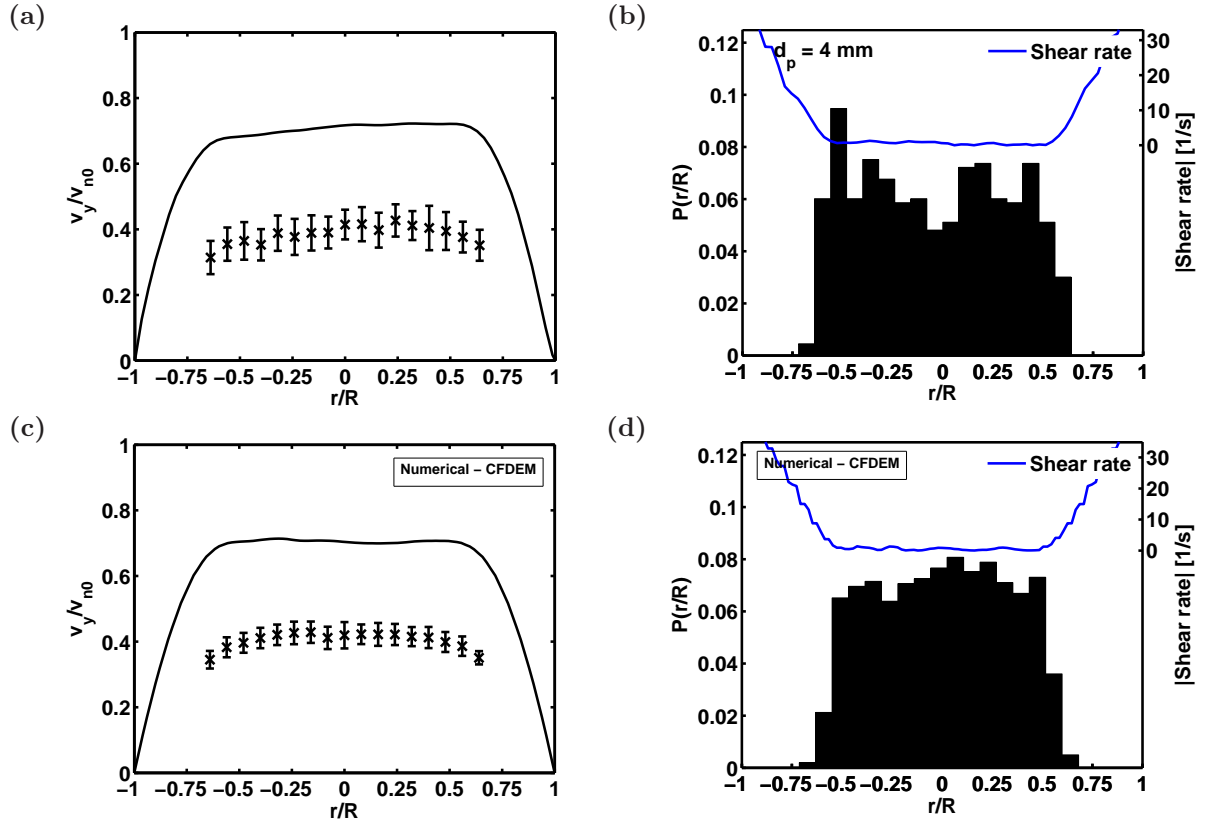 (a)
1
0.8
0.6
0.4
0.2
0
v_y/v_n0
−1 −0.75 −0.5 −0.25 0 0.25 0.5 0.75 1
r/R
(b)
d_p = 4 mm
Shear rate
0.12
0.1
0.08
0.06
0.04
0.02
0
P(r/R)
30
20
10
0
|Shear rate| [1/s]
−1 −0.75 −0.5 −0.25 0 0.25 0.5 0.75 1
r/R
(c)
Numerical − CFDEM
1
0.8
0.6
0.4
0.2
0
v_y/v_n0
−1 −0.75 −0.5 −0.25 0 0.25 0.5 0.75 1
r/R
(d)
Numerical − CFDEM
Shear rate
0.12
0.1
0.08
0.06
0.04
0.02
0
P(r/R)
30
20
10
0
|Shear rate| [1/s]
−1 −0.75 −0.5 −0.25 0 0.25 0.5 0.75 1
r/R